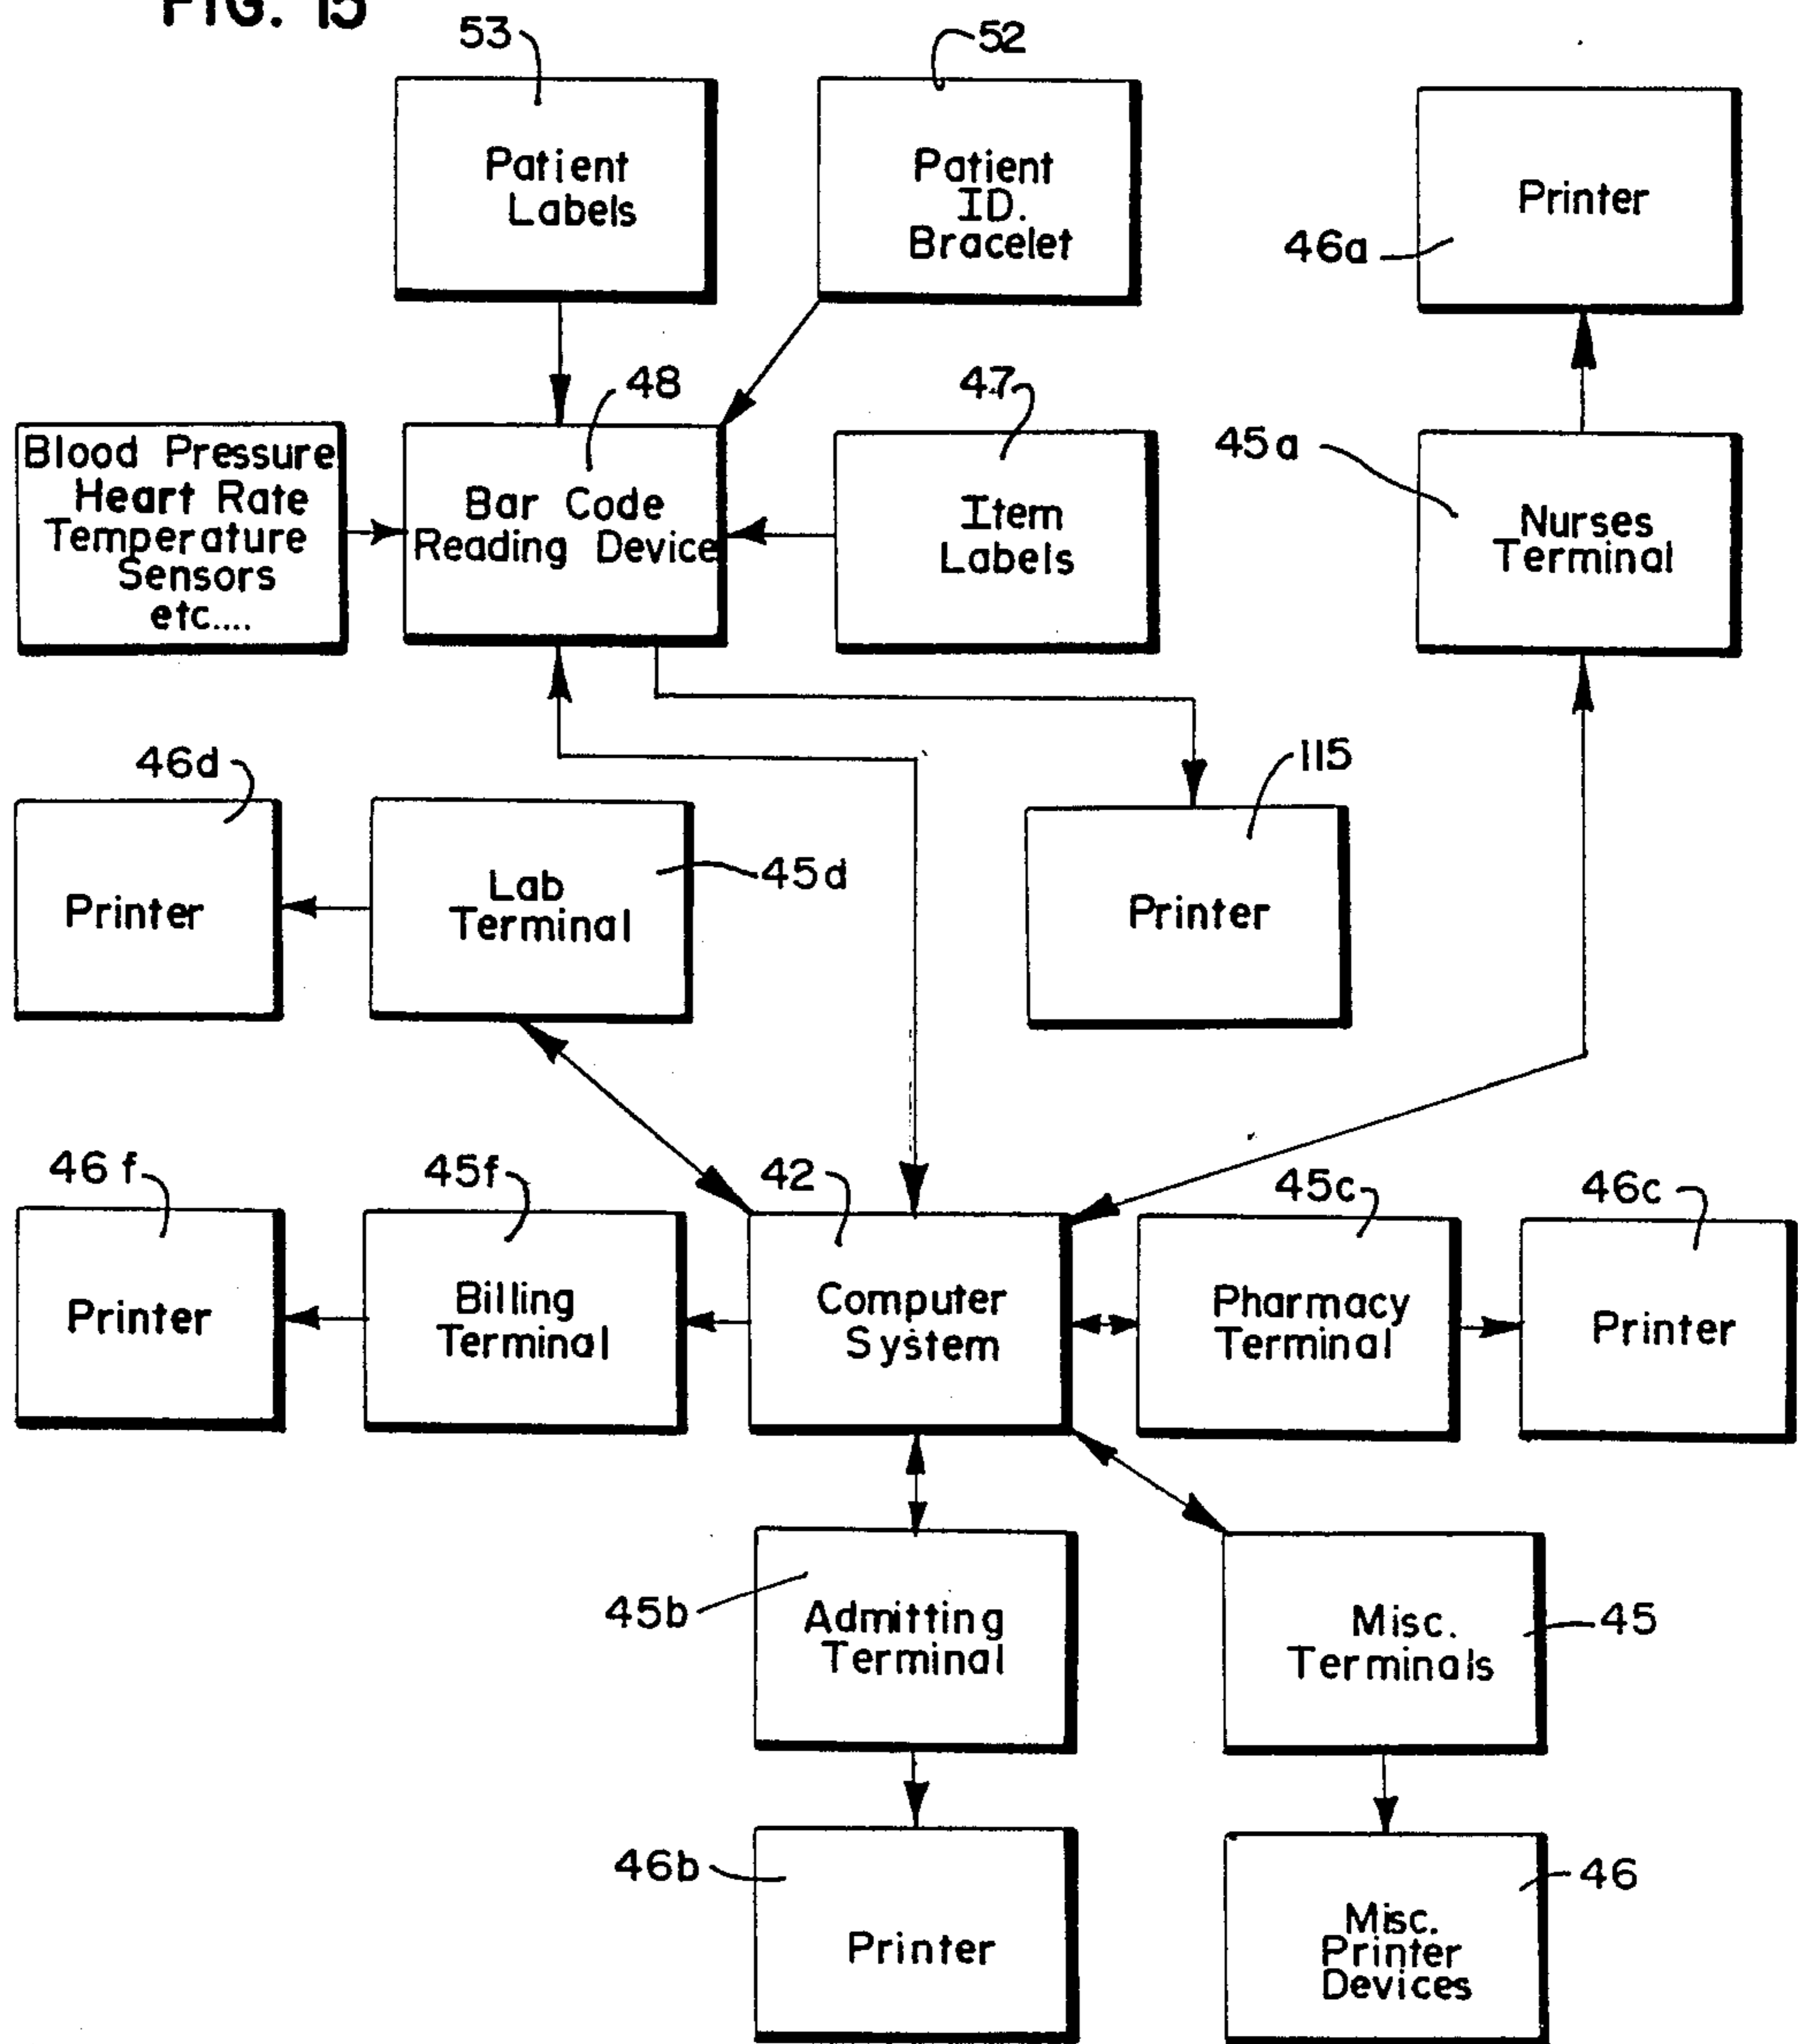 FIG. 15
53
52
Patient
Labels
Patient
ID.
Bracelet
Printer
46a
48
47
45a
Blood Pressure
Heart Rate
Temperature
Sensors
etc....
Bar Code
Reading Device
Item
Labels
Nurses
Terminal
46d
115
45d
Printer
Lab
Terminal
Printer
46f
45f
42
45c
46c
Printer
Billing
Terminal
Computer
System
Pharmacy
Terminal
Printer
45b
Admitting
Terminal
Misc.
Terminals
45
46b
Printer
46
Misc.
Printer
Devices